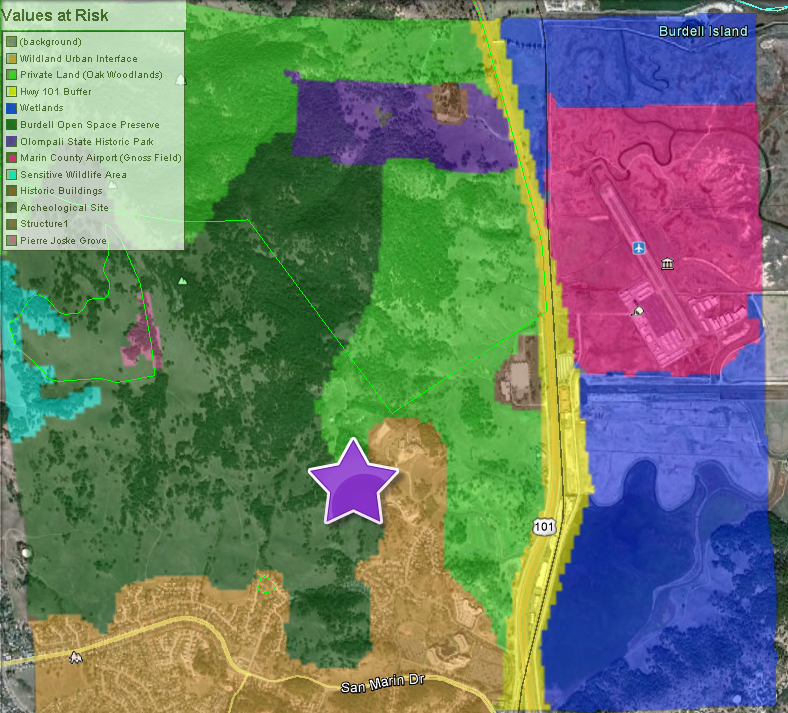 Values at Risk
(background)
Wildland Urban Interface
Private Land (Oak Woodlands)
Hwy 101 Buffer
Wetlands
Burdell Open Space Preserve
Olompali State Historic Park
Marin County Airport (Gnoss Field)
Sensitive Wildlife Area
Historic Buildings
Archeological Site
Structure1
Pierre Joske Grove
Burdell Island
101
San Marin Dr